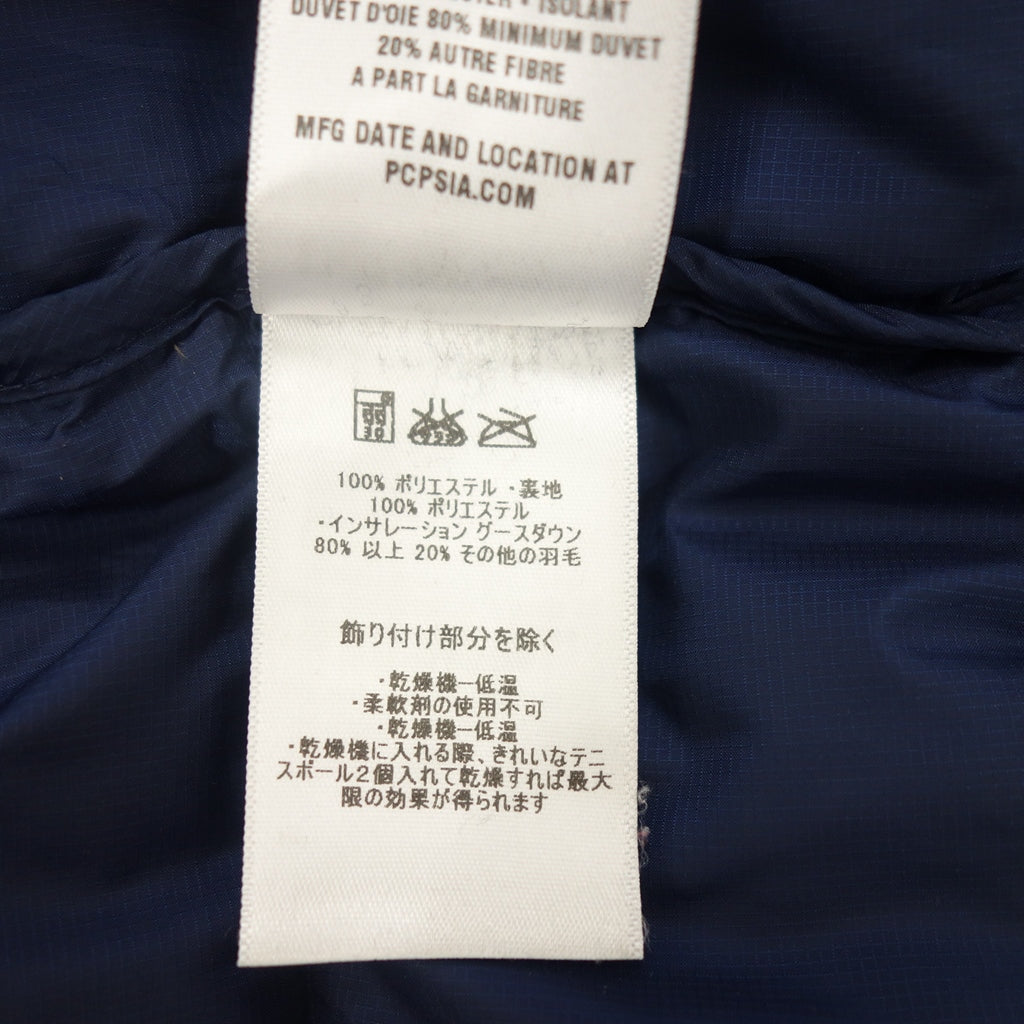 ISOLANT
DUVET D'OIE 80% MINIMUM DUVET
20% AUTRE FIBRE
A PART LA GARNITURE
MFG DATE AND LOCATION AT
PCPSIA.COM
100% ポリエステル ・裏地
100% ポリエステル
・インサレーション グースダウン
80% 以上 20% その他の羽毛
飾り付け部分を除く
・乾燥機ー低温
・柔軟剤の使用不可
・乾燥機ー低温
・乾燥機に入れる際、きれいなテニ
スボール2個入れて乾燥すれば最大
限の効果が得られます